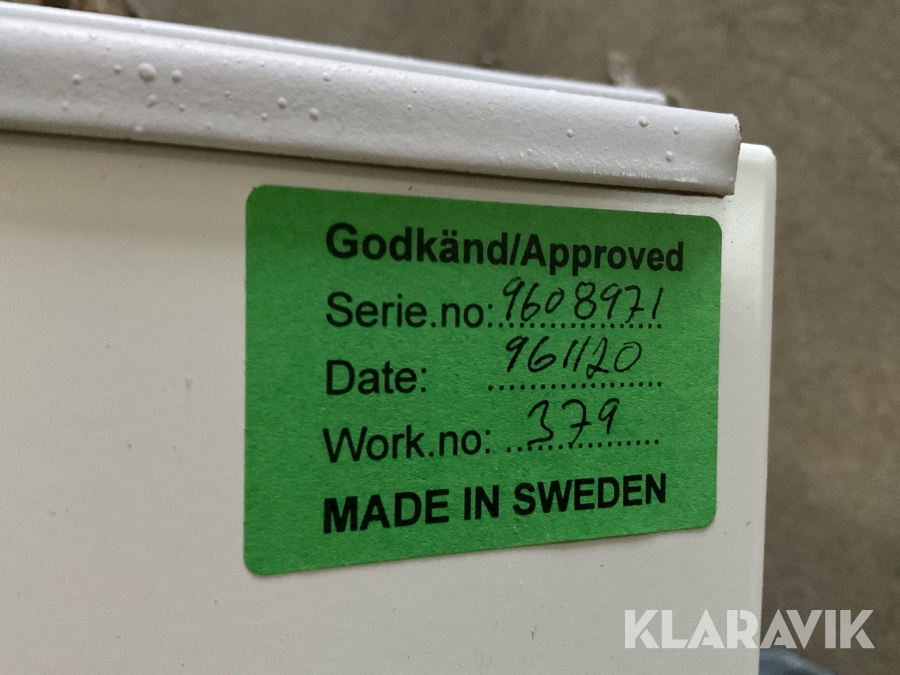 Godkänd/Approved
Serie.no: 9608971
Date: 961120
Work.no: 379
MADE IN SWEDEN
KLARAVIK